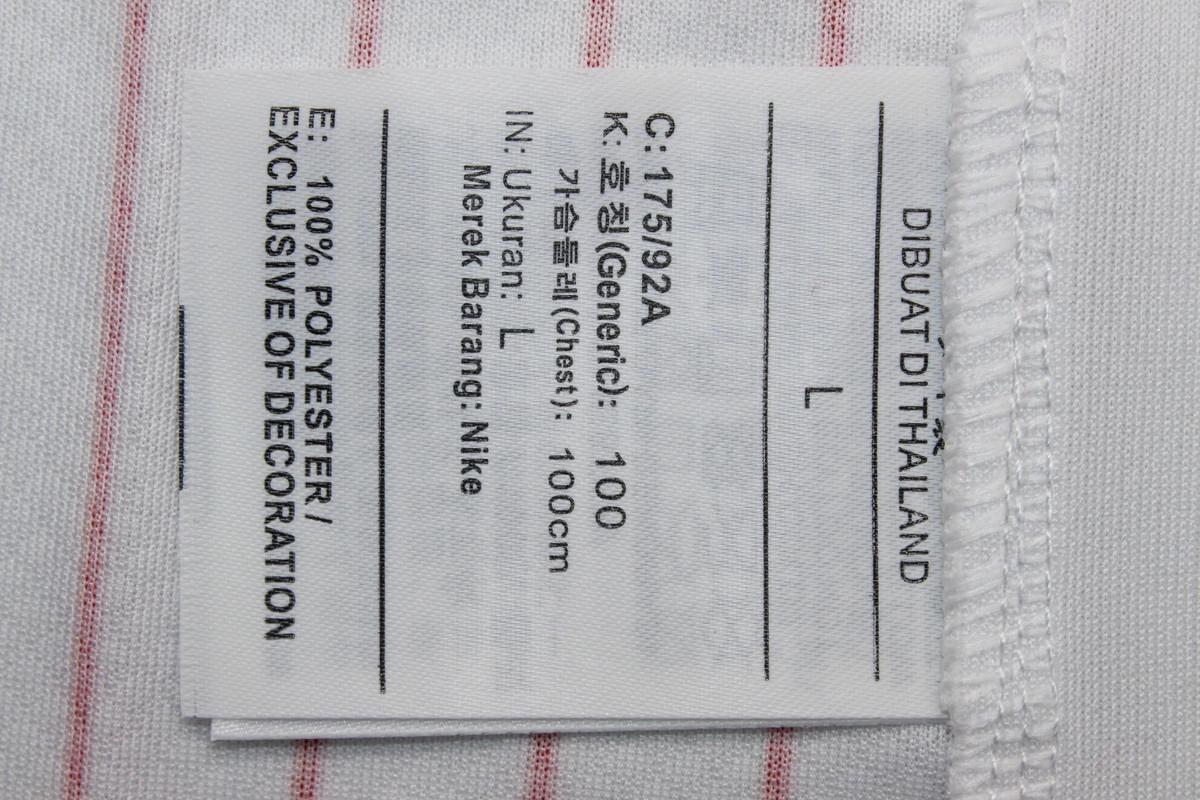 DIBUAT DI THAILAND
L
C: 175/92A
K: 호 칭(Generic): 100
가슴둘레(Chest): 100cm
IN: Ukuran: L
Merek Barang: Nike
E: 100% POLYESTER/
EXCLUSIVE OF DECORATION